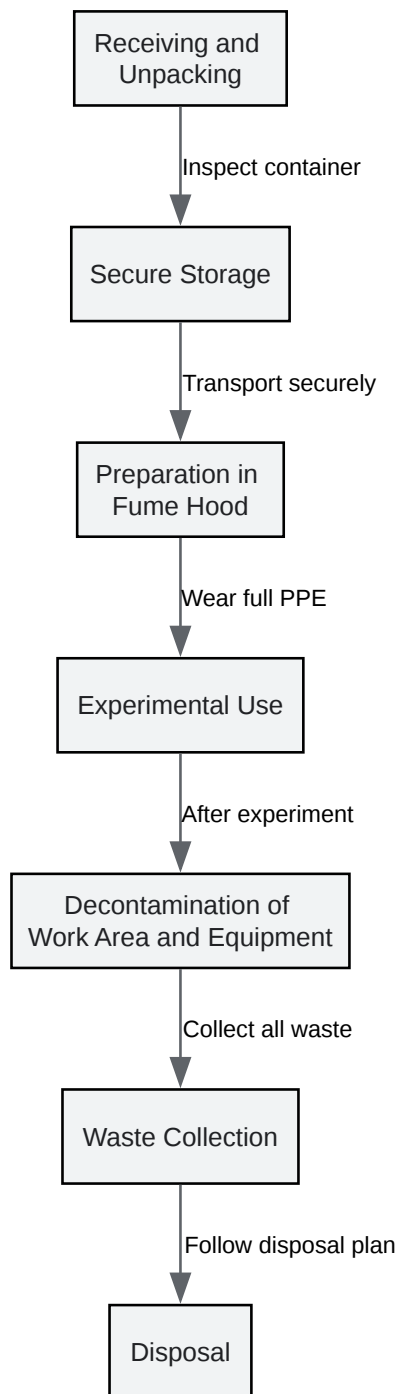 Receiving and
Unpacking
Inspect container
Secure Storage
Transport securely
Preparation in
Fume Hood
Wear full PPE
Experimental Use
After experiment
Decontamination of
Work Area and Equipment
Collect all waste
Waste Collection
Follow disposal plan
Disposal